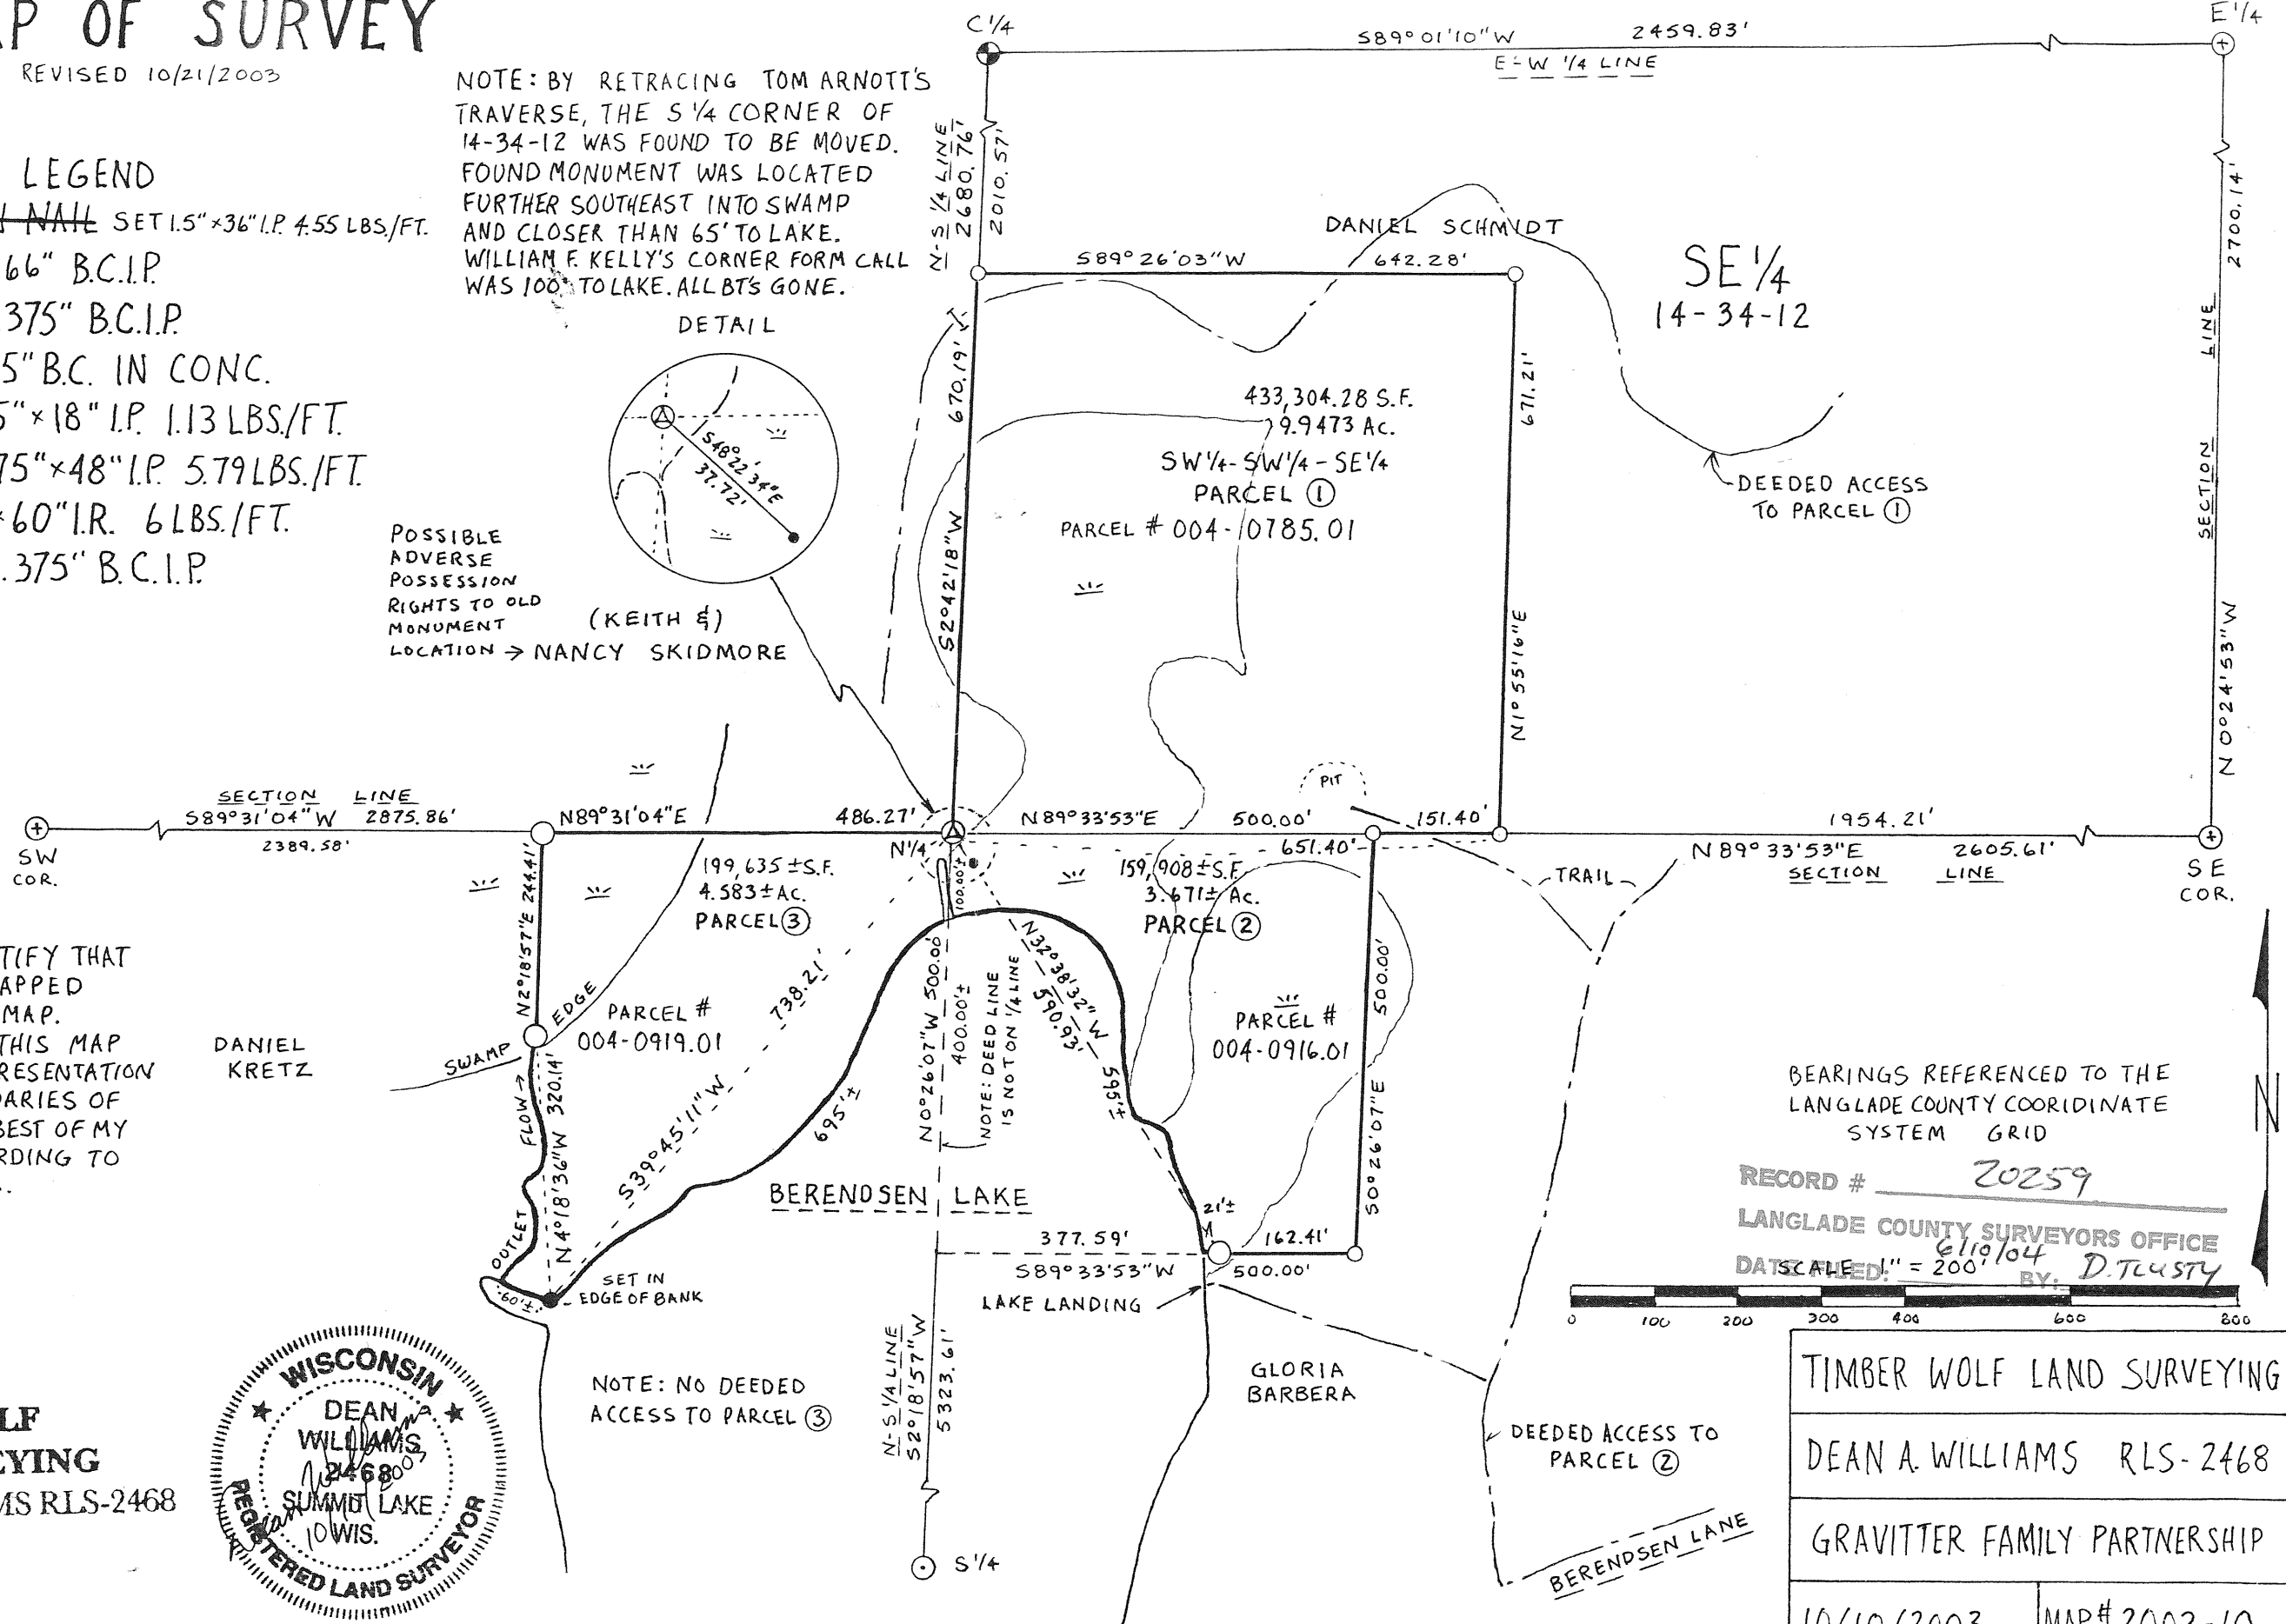 AP OF SURVEY
REVISED 10/21/2003
LEGEND
NAIL SET 1.5"x36" I.P. 4.55 LBS./FT.
66" B.C.I.P.
375" B.C.I.P.
5" B.C. IN CONC.
5"x18" I.P. 1.13 LBS./FT.
75"x48" I.P. 5.79 LBS./FT.
x60" I.R. 6 LBS./FT.
.375" B.C.I.P.
NOTE: BY RETRACING TOM ARNOTT'S
TRAVERSE, THE S 1/4 CORNER OF
14-34-12 WAS FOUND TO BE MOVED.
FOUND MONUMENT WAS LOCATED
FURTHER SOUTHEAST INTO SWAMP
AND CLOSER THAN 65' TO LAKE.
WILLIAM F. KELLY'S CORNER FORM CALL
WAS 100' TO LAKE. ALL BT'S GONE.
DETAIL
S48°22'34"E
37.72'
POSSIBLE
ADVERSE
POSSESSION
RIGHTS TO OLD
MONUMENT
LOCATION →
(KEITH &)
NANCY SKIDMORE
C 1/4
S89°01'10"W 2459.83'
E-W 1/4 LINE
E 1/4
N-S 1/4 LINE
2680.76'
2010.57'
DANIEL SCHMIDT
S89°26'03"W 642.28'
SE 1/4
14-34-12
2700.14'
SECTION LINE
N0°24'53"W
670.19'
S2°42'18"W
671.21'
N1°55'16"E
433,304.28 S.F.
9.9473 Ac.
SW 1/4 - SW 1/4 - SE 1/4
PARCEL 1
PARCEL # 004-0785.01
DEEDED ACCESS
TO PARCEL 1
PIT
SECTION LINE
S89°31'04"W 2875.86'
2389.58'
SW
COR.
N89°31'04"E 486.27'
N 1/4
N89°33'53"E 500.00'
151.40'
651.40'
1954.21'
N89°33'53"E 2605.61'
SECTION LINE
SE
COR.
TRAIL
N2°18'57"E 244.41'
199,635 ± S.F.
4.583 ± AC.
PARCEL 3
100.00'±
159,908 ± S.F.
3.671 ± Ac.
PARCEL 2
EDGE
SWAMP
PARCEL #
004-0919.01
738.21'
S39°45'11"W
695'±
N0°26'07"W 500.00'
400.00'±
NOTE: DEED LINE
IS NOT ON 1/4 LINE
N32°38'32"W
590.93'
595'±
PARCEL #
004-0916.01
500.00'
S0°26'07"E
FLOW →
N4°18'36"W 320.14'
OUTLET
60'±
SET IN
EDGE OF BANK
BERENDSEN LAKE
21'±
377.59'
162.41'
S89°33'53"W 500.00'
LAKE LANDING
GLORIA
BARBERA
N-S 1/4 LINE
S2°18'57"W
5323.61'
S 1/4
NOTE: NO DEEDED
ACCESS TO PARCEL 3
DEEDED ACCESS TO
PARCEL 2
BERENDSEN LANE
TIFY THAT
APPED
MAP.
THIS MAP
RESENTATION
DARIES OF
BEST OF MY
RDING TO
DANIEL
KRETZ
LF
EYING
MS RLS-2468
WISCONSIN
DEAN
WILLIAMS
2468
SUMMIT LAKE
WIS.
REGISTERED LAND SURVEYOR
BEARINGS REFERENCED TO THE
LANGLADE COUNTY COORIDINATE
SYSTEM GRID
N
RECORD # 20259
LANGLADE COUNTY SURVEYORS OFFICE
DATE FILED: 6/10/04 BY: D. TLUSTY
SCALE 1" = 200'
0 100 200 300 400 600 800
TIMBER WOLF LAND SURVEYING
DEAN A. WILLIAMS RLS-2468
GRAVITTER FAMILY PARTNERSHIP
10/10/2003 MAP#